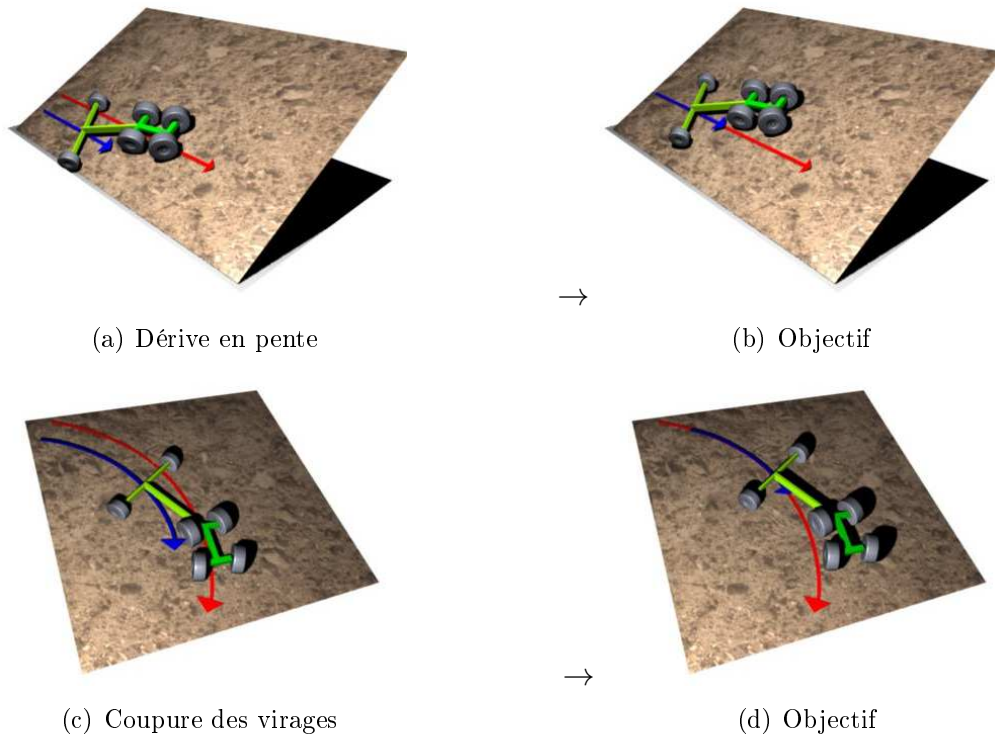 →
(a) Dérive en pente
(b) Objectif
→
(c) Coupure des virages
(d) Objectif